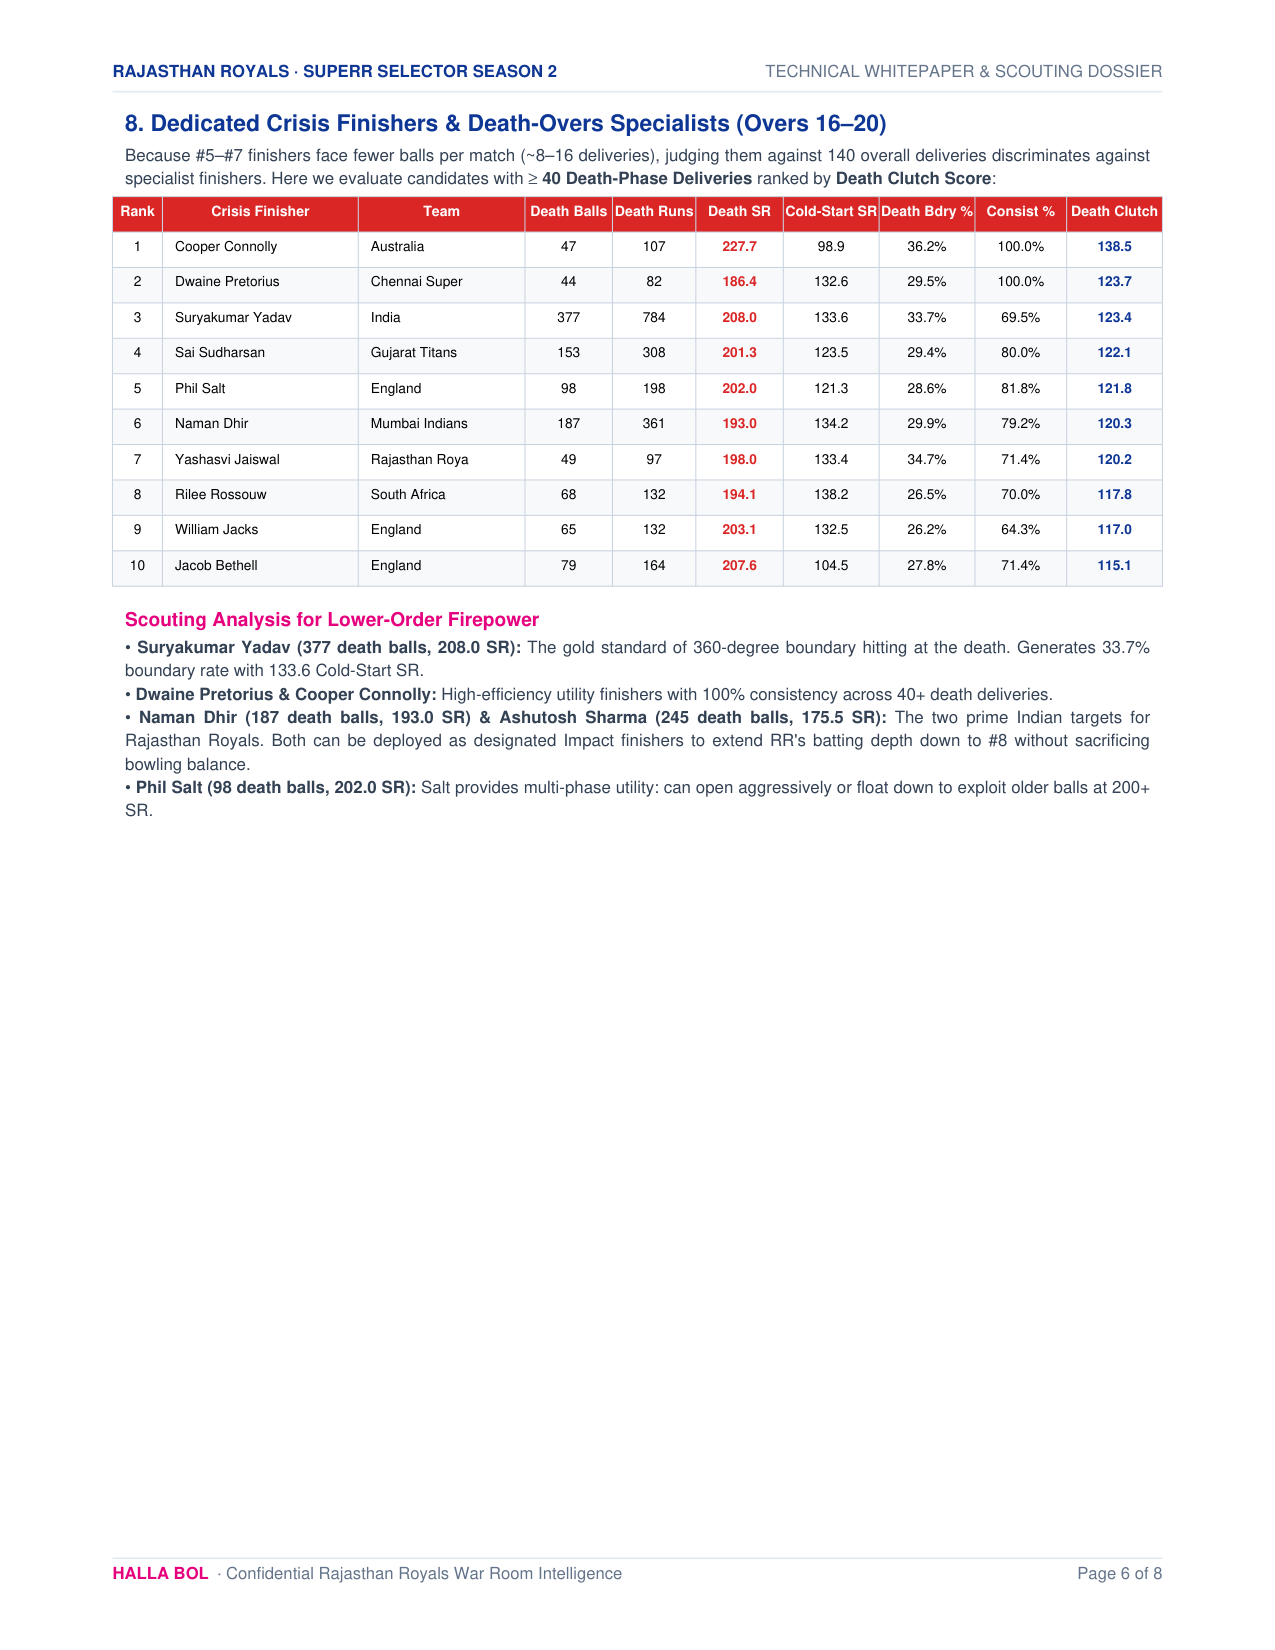 RAJASTHAN ROYALS · SUPERR SELECTOR SEASON 2 TECHNICAL WHITEPAPER & SCOUTING DOSSIER
8. Dedicated Crisis Finishers & Death-Overs Specialists (Overs 16–20)
Because #5–#7 finishers face fewer balls per match (~8–16 deliveries), judging them against 140 overall deliveries discriminates against
specialist finishers. Here we evaluate candidates with ≥ 40 Death-Phase Deliveries ranked by Death Clutch Score:
Rank Crisis Finisher Team Death Balls Death Runs Death SR Cold-Start SR Death Bdry % Consist % Death Clutch
1 Cooper Connolly Australia 47 107 227.7 98.9 36.2% 100.0% 138.5
2 Dwaine Pretorius Chennai Super 44 82 186.4 132.6 29.5% 100.0% 123.7
3 Suryakumar Yadav India 377 784 208.0 133.6 33.7% 69.5% 123.4
4 Sai Sudharsan Gujarat Titans 153 308 201.3 123.5 29.4% 80.0% 122.1
5 Phil Salt England 98 198 202.0 121.3 28.6% 81.8% 121.8
6 Naman Dhir Mumbai Indians 187 361 193.0 134.2 29.9% 79.2% 120.3
7 Yashasvi Jaiswal Rajasthan Roya 49 97 198.0 133.4 34.7% 71.4% 120.2
8 Rilee Rossouw South Africa 68 132 194.1 138.2 26.5% 70.0% 117.8
9 William Jacks England 65 132 203.1 132.5 26.2% 64.3% 117.0
10 Jacob Bethell England 79 164 207.6 104.5 27.8% 71.4% 115.1
Scouting Analysis for Lower-Order Firepower
• Suryakumar Yadav (377 death balls, 208.0 SR): The gold standard of 360-degree boundary hitting at the death. Generates 33.7%
boundary rate with 133.6 Cold-Start SR.
• Dwaine Pretorius & Cooper Connolly: High-efficiency utility finishers with 100% consistency across 40+ death deliveries.
• Naman Dhir (187 death balls, 193.0 SR) & Ashutosh Sharma (245 death balls, 175.5 SR): The two prime Indian targets for
Rajasthan Royals. Both can be deployed as designated Impact finishers to extend RR's batting depth down to #8 without sacrificing
bowling balance.
• Phil Salt (98 death balls, 202.0 SR): Salt provides multi-phase utility: can open aggressively or float down to exploit older balls at 200+
SR.
HALLA BOL · Confidential Rajasthan Royals War Room Intelligence Page 6 of 8